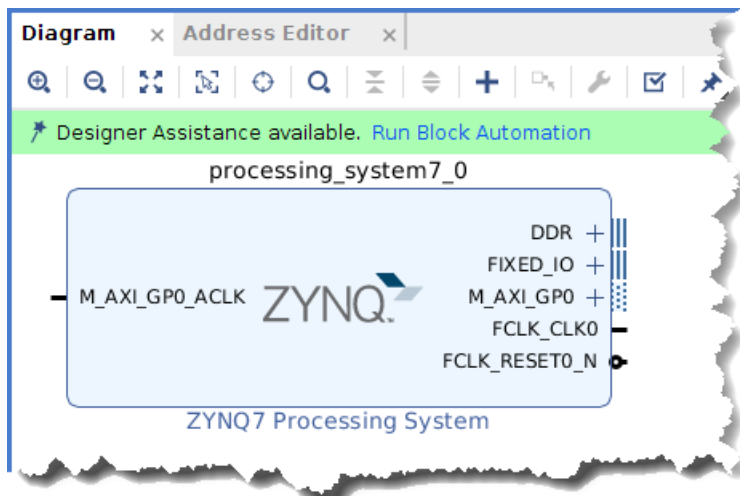 Diagram × Address Editor ×
Designer Assistance available. Run Block Automation
processing_system7_0
DDR
FIXED_IO
M_AXI_GP0_ACLK ZYNQ M_AXI_GP0
FCLK_CLK0
FCLK_RESET0_N
ZYNQ7 Processing System